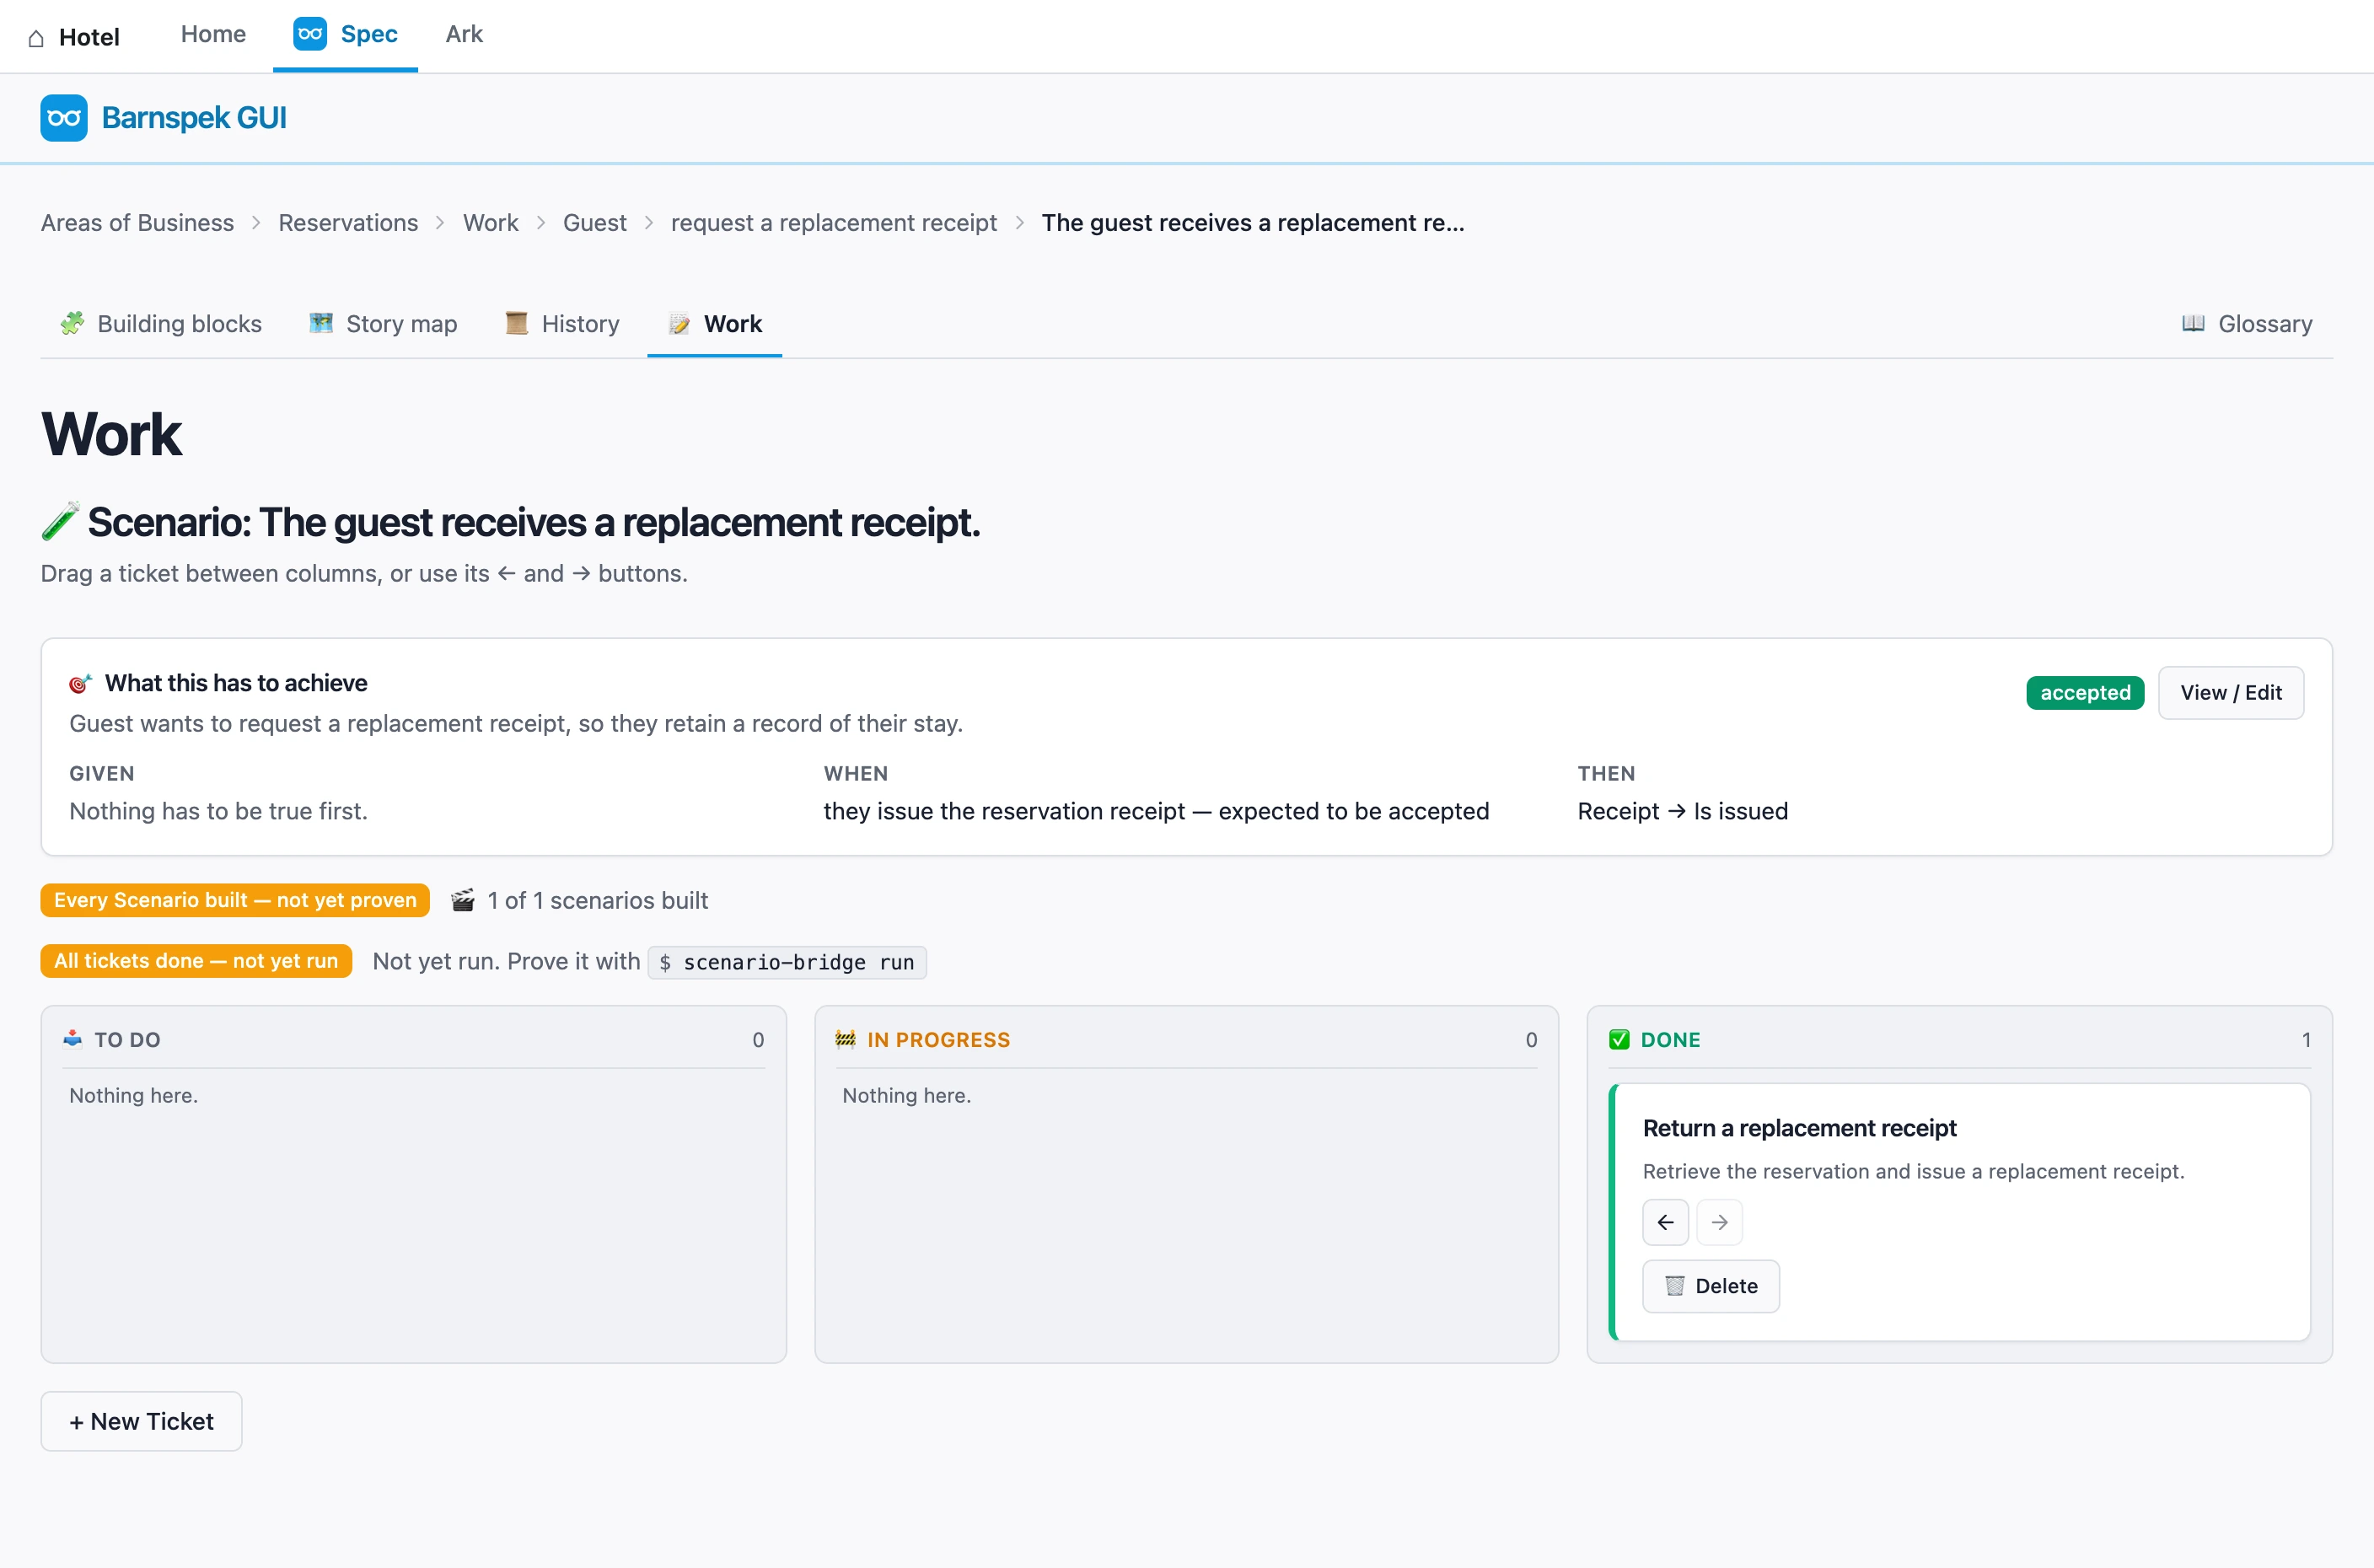 Hotel
Home
Spec
Ark
Barnspek GUI
Areas of Business > Reservations > Work > Guest > request a replacement receipt > The guest receives a replacement re...
Building blocks
Story map
History
Work
Glossary
Work
Scenario: The guest receives a replacement receipt.
Drag a ticket between columns, or use its ← and → buttons.
What this has to achieve
accepted
View / Edit
Guest wants to request a replacement receipt, so they retain a record of their stay.
GIVEN
Nothing has to be true first.
WHEN
they issue the reservation receipt — expected to be accepted
THEN
Receipt → Is issued
Every Scenario built — not yet proven
1 of 1 scenarios built
All tickets done — not yet run
Not yet run. Prove it with $ scenario-bridge run
TO DO 0
Nothing here.
IN PROGRESS 0
Nothing here.
DONE 1
Return a replacement receipt
Retrieve the reservation and issue a replacement receipt.
← →
Delete
+ New Ticket